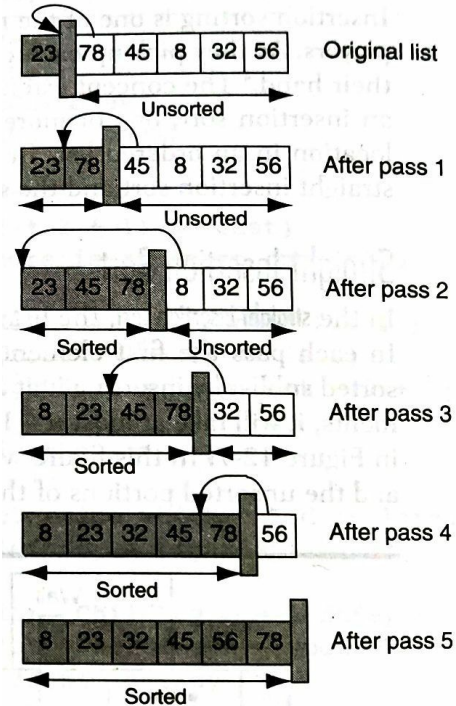 23 78 45 8 32 56 Original list
Unsorted
23 78 45 8 32 56 After pass 1
Unsorted
23 45 78 8 32 56 After pass 2
Sorted Unsorted
8 23 45 78 32 56 After pass 3
Sorted
8 23 32 45 78 56 After pass 4
Sorted
8 23 32 45 56 78 After pass 5
Sorted